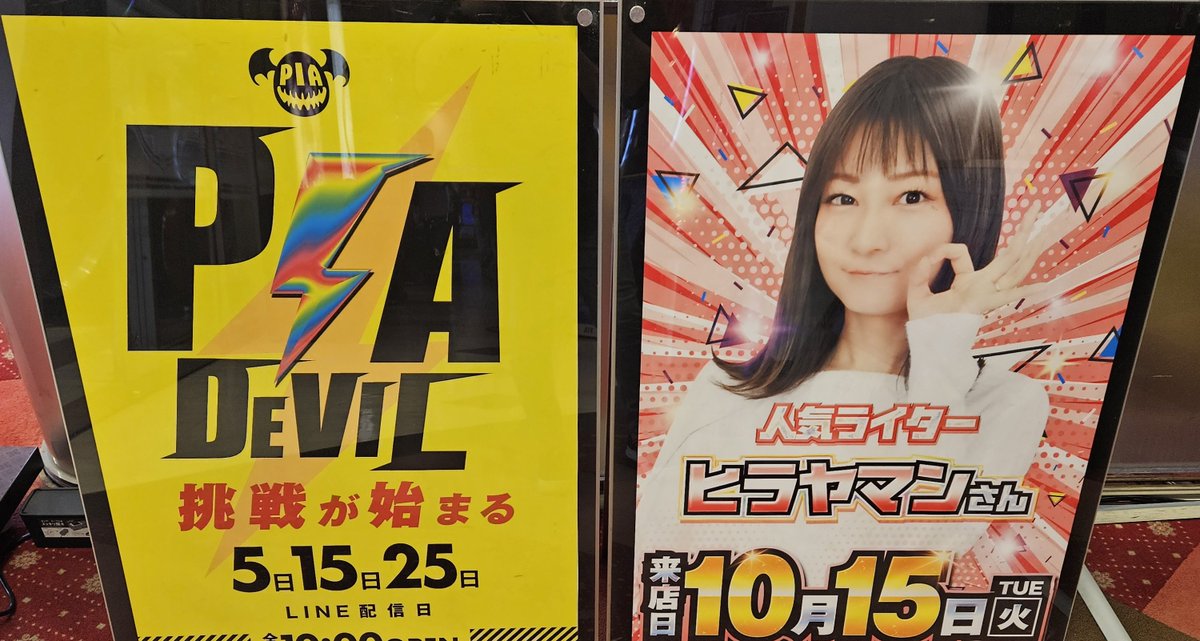 PIA
PIA
DEVIL
挑戦が始まる
5日15日25日
LINE配信日
人気ライター
ヒラヤマンさん
来店日
10月15日
TUE
火